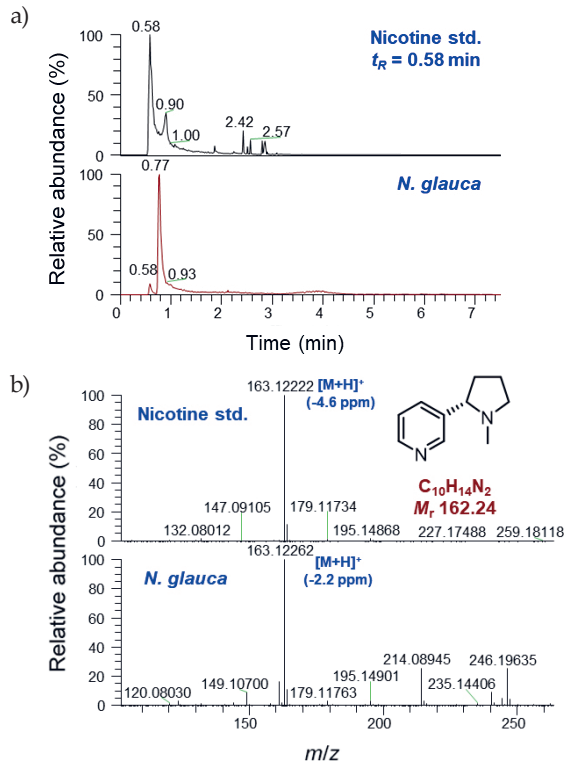 a)
0.58
Nicotine std.
tR = 0.58 min
0.90
1.00
2.42
2.57
100
50
0
Relative abundance (%)
0.77
N. glauca
0.58
0.93
100
50
0
Relative abundance (%)
0 1 2 3 4 5 6 7
Time (min)
b)
163.12222 [M+H]+
(-4.6 ppm)
Nicotine std.
N
N
C10H14N2
Mr 162.24
147.09105
179.11734
132.08012
195.14868
227.17488
259.18118
100
80
60
40
20
0
Relative abundance (%)
163.12262
[M+H]+
(-2.2 ppm)
N. glauca
214.08945
246.19635
195.14901
149.10700
235.14406
120.08030
179.11763
100
80
60
40
20
0
Relative abundance (%)
150 200 250
m/z